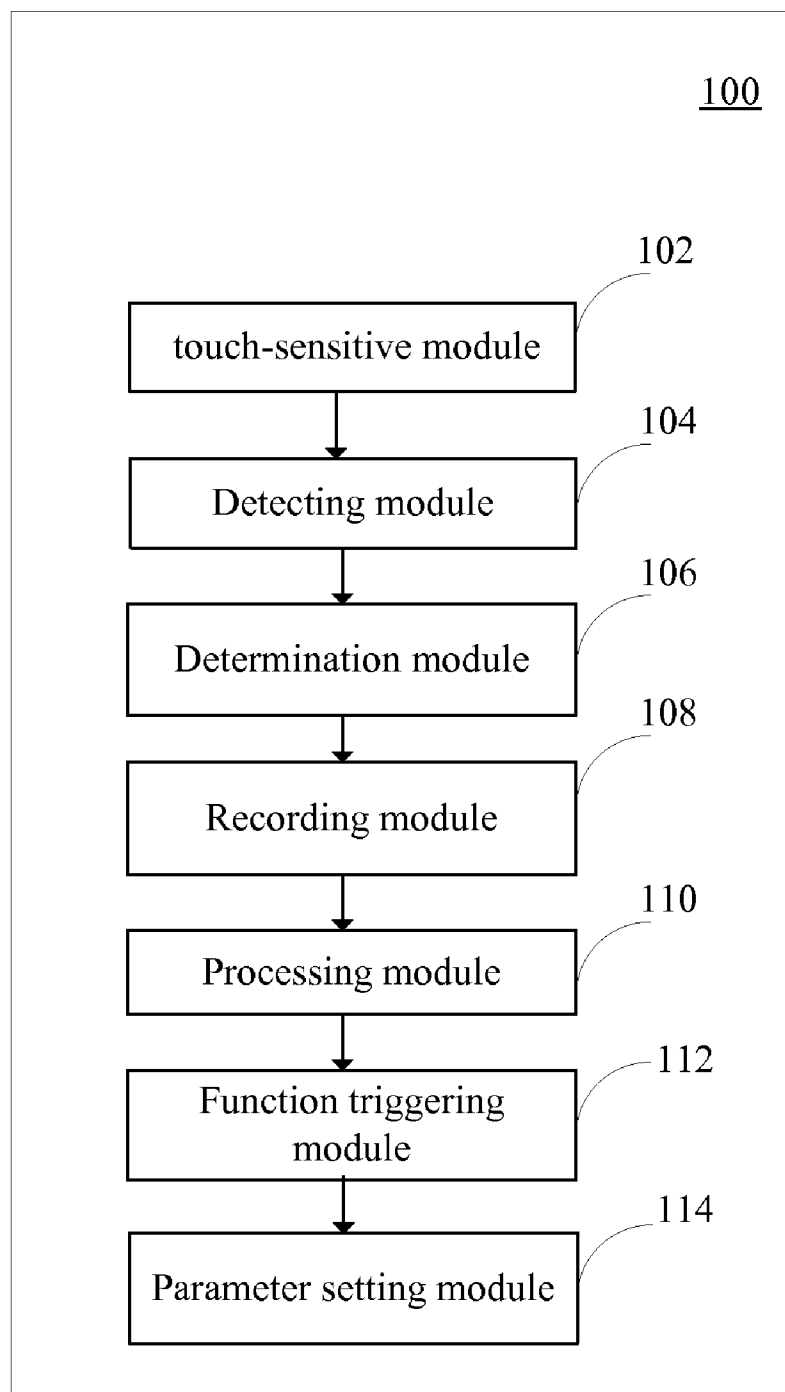 100
102
touch-sensitive module
104
Detecting module
106
Determination module
108
Recording module
110
Processing module
112
Function triggering
module
114
Parameter setting module